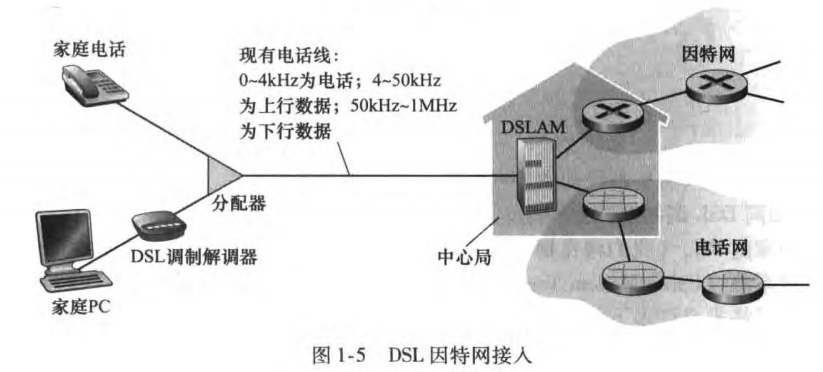 家庭电话
现有电话线：
0~4kHz为电话；4~50kHz
为上行数据；50kHz~1MHz
为下行数据
因特网
DSLAM
分配器
DSL调制解调器
家庭PC
中心局
电话网
图 1-5 DSL 因特网接入